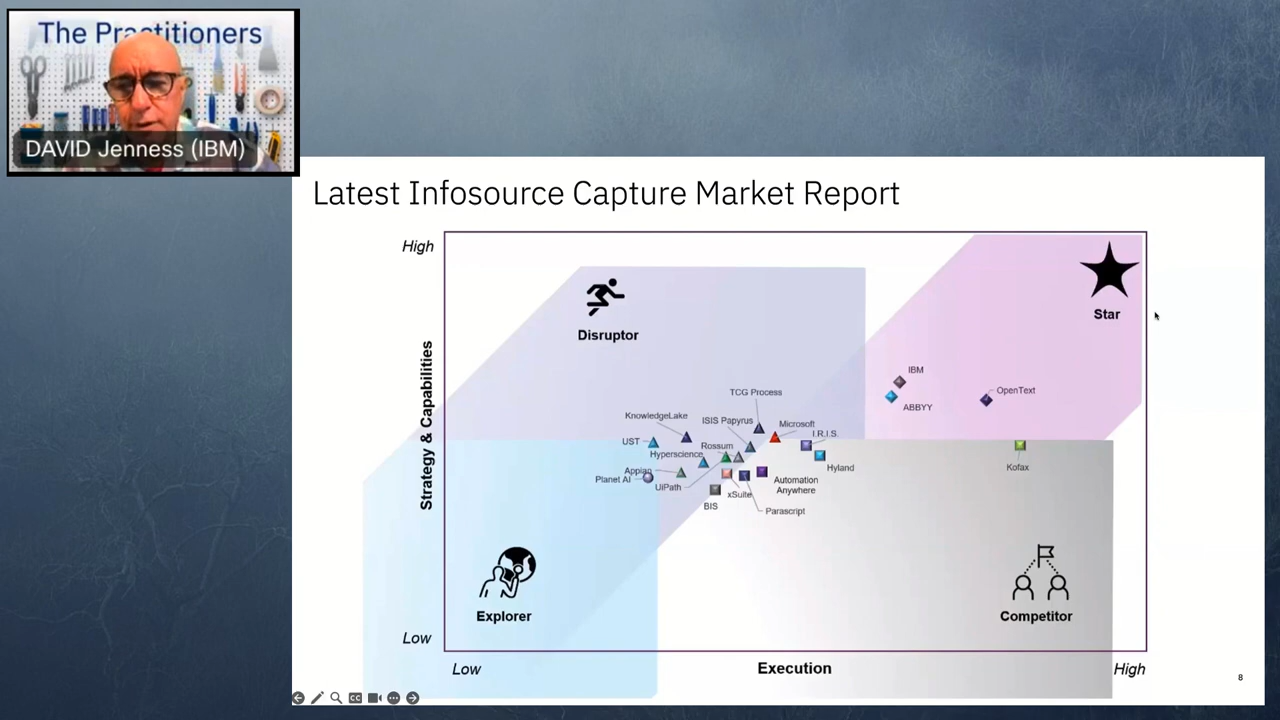 The Practitioners
DAVID Jenness (IBM)
Latest Infosource Capture Market Report
High
Star
Disruptor
Strategy & Capabilities
IBM
ABBYY
OpenText
TCG Process
KnowledgeLake
ISIS Papyrus
Microsoft
I.R.I.S.
UST
Rossum
Hyperscience
Kofax
Hyland
Appian
Planet AI
UiPath
Automation
Anywhere
xSuite
BIS
Parascript
Explorer
Competitor
Low
Low
Execution
High
8
CC